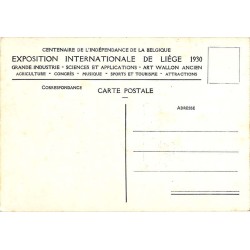 CENTENAIRE DE L'INDÉPENDANCE DE LA BELGIQUE
EXPOSITION INTERNATIONALE DE LIÉGE 1930
GRANDE INDUSTRIE - SCIENCES ET APPLICATIONS - ART WALLON ANCIEN
AGRICULTURE - CONGRÈS - MUSIQUE - SPORTS ET TOURISME - ATTRACTIONS
CORRESPONDANCE
CARTE POSTALE
ADRESSE